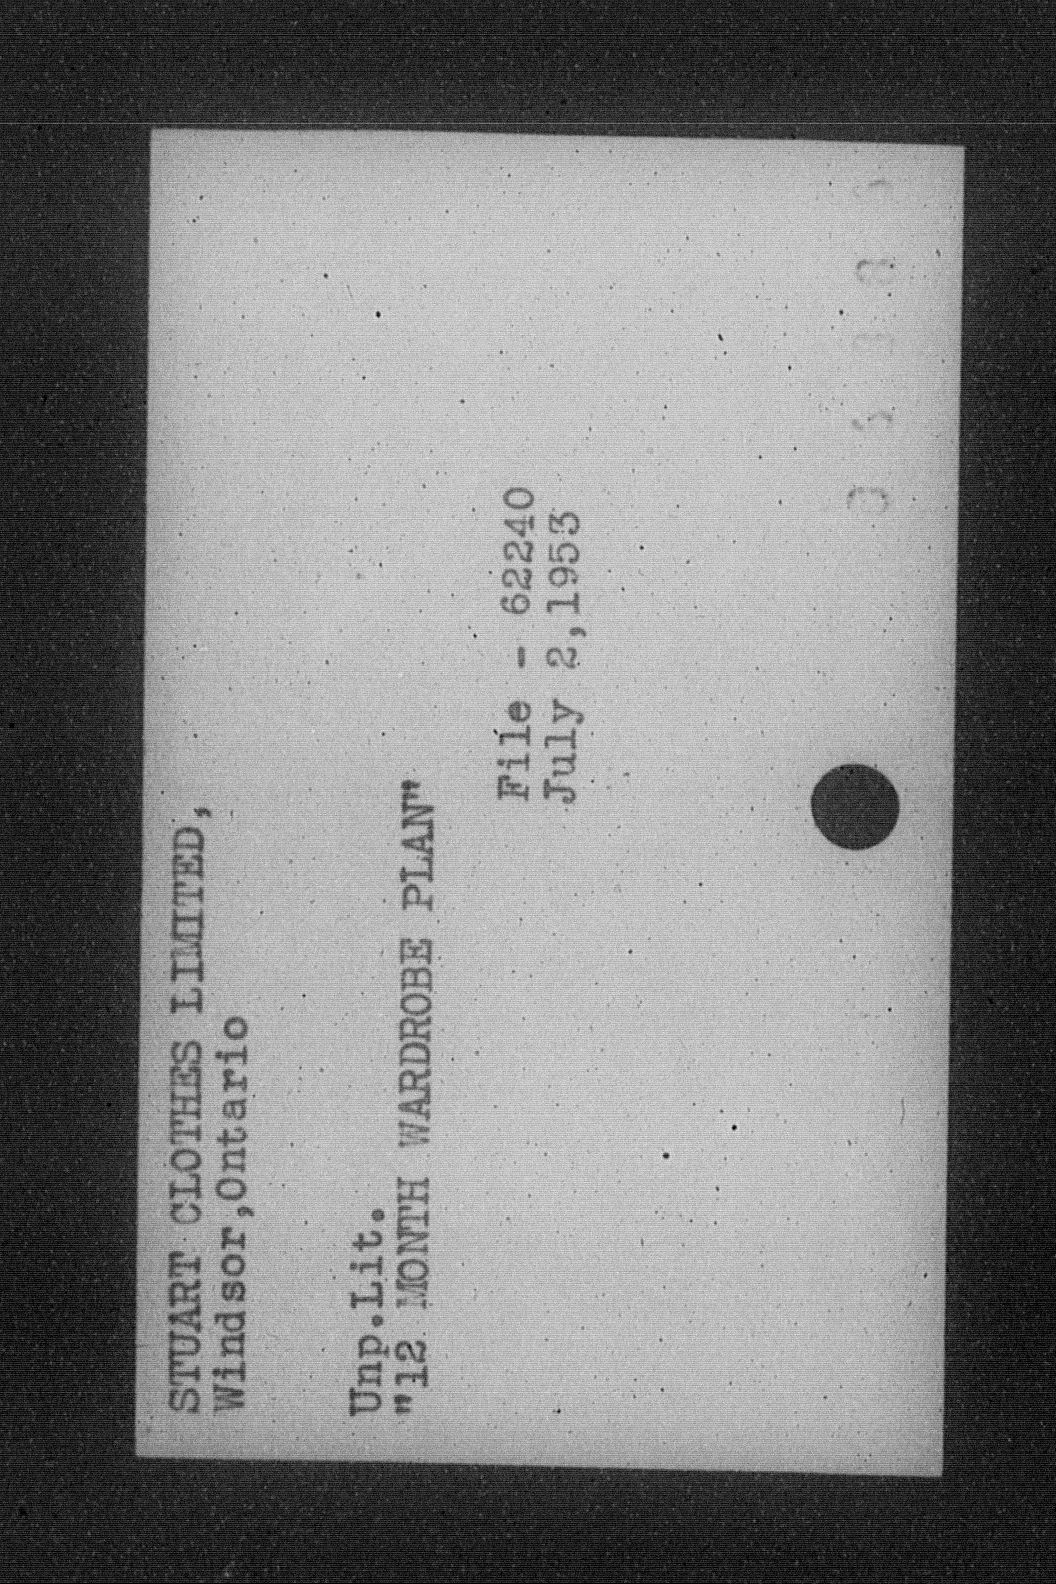 STUART CLOTHES LIMITED,
Windsor,Ontario
Unp.Lit.
"12 MONTH WARDROBE PLAN"
File - 62240
July 2,1953